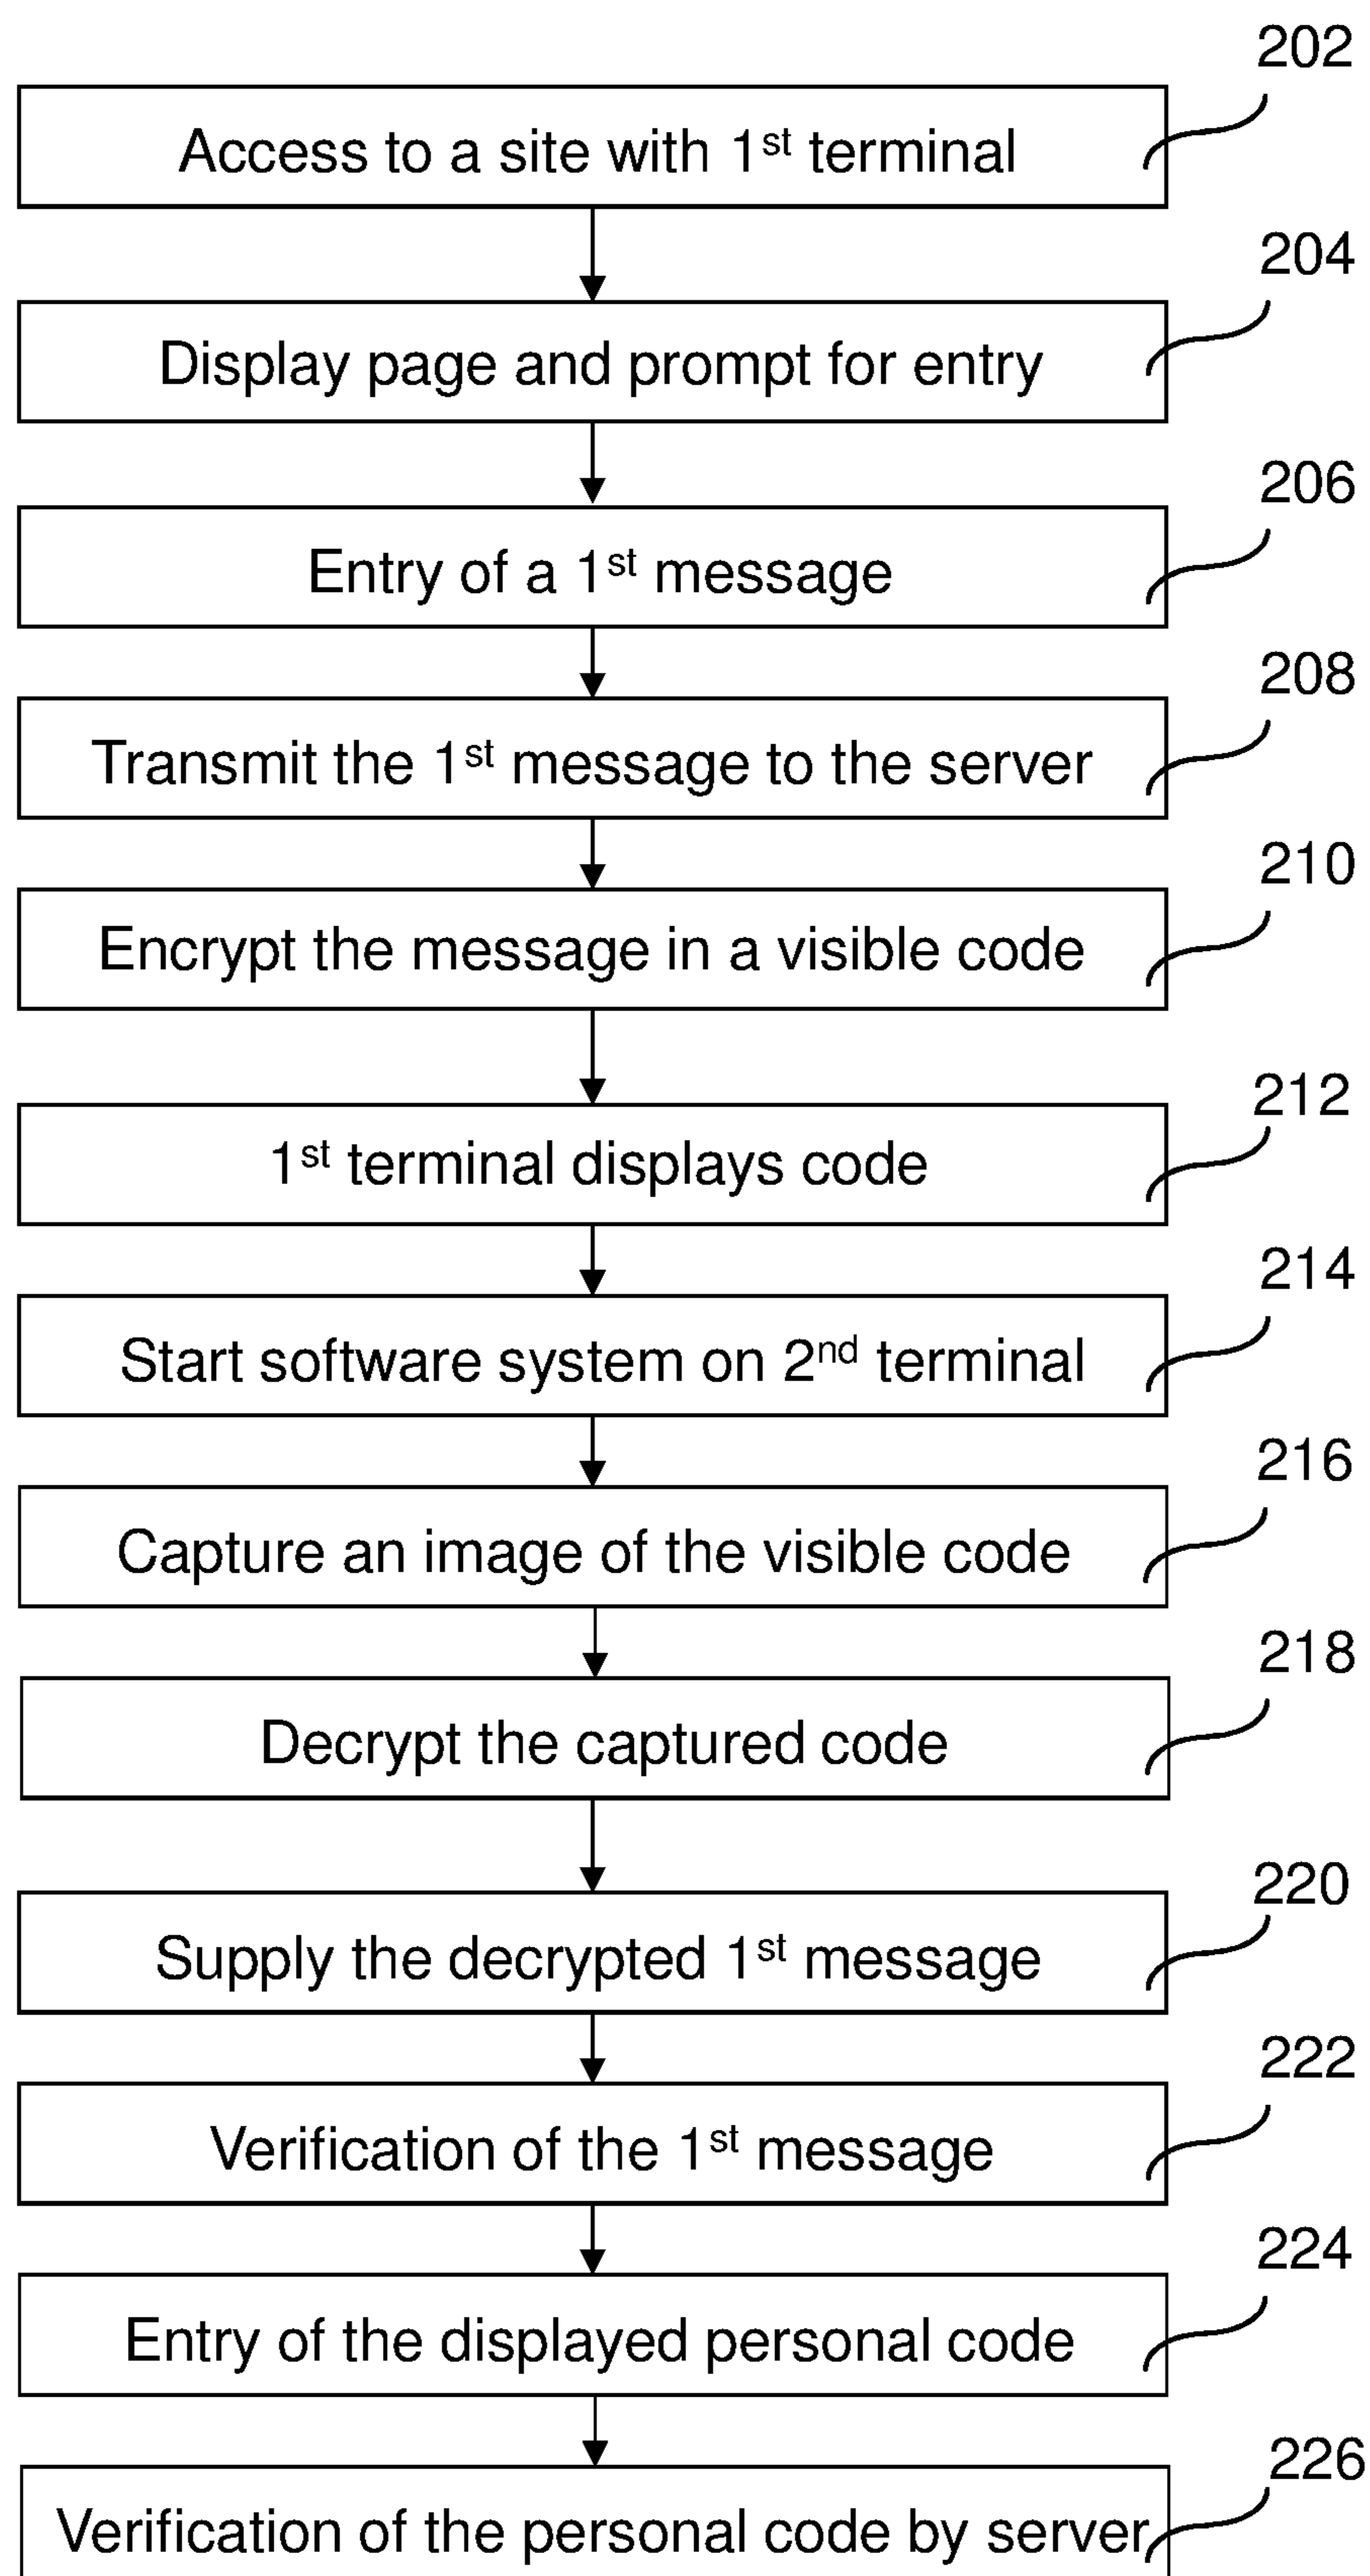 202
Access to a site with 1st terminal
204
Display page and prompt for entry
206
Entry of a 1st message
208
Transmit the 1st message to the server
210
Encrypt the message in a visible code
212
1st terminal displays code
214
Start software system on 2nd terminal
216
Capture an image of the visible code
218
Decrypt the captured code
220
Supply the decrypted 1st message
222
Verification of the 1st message
224
Entry of the displayed personal code
226
Verification of the personal code by server